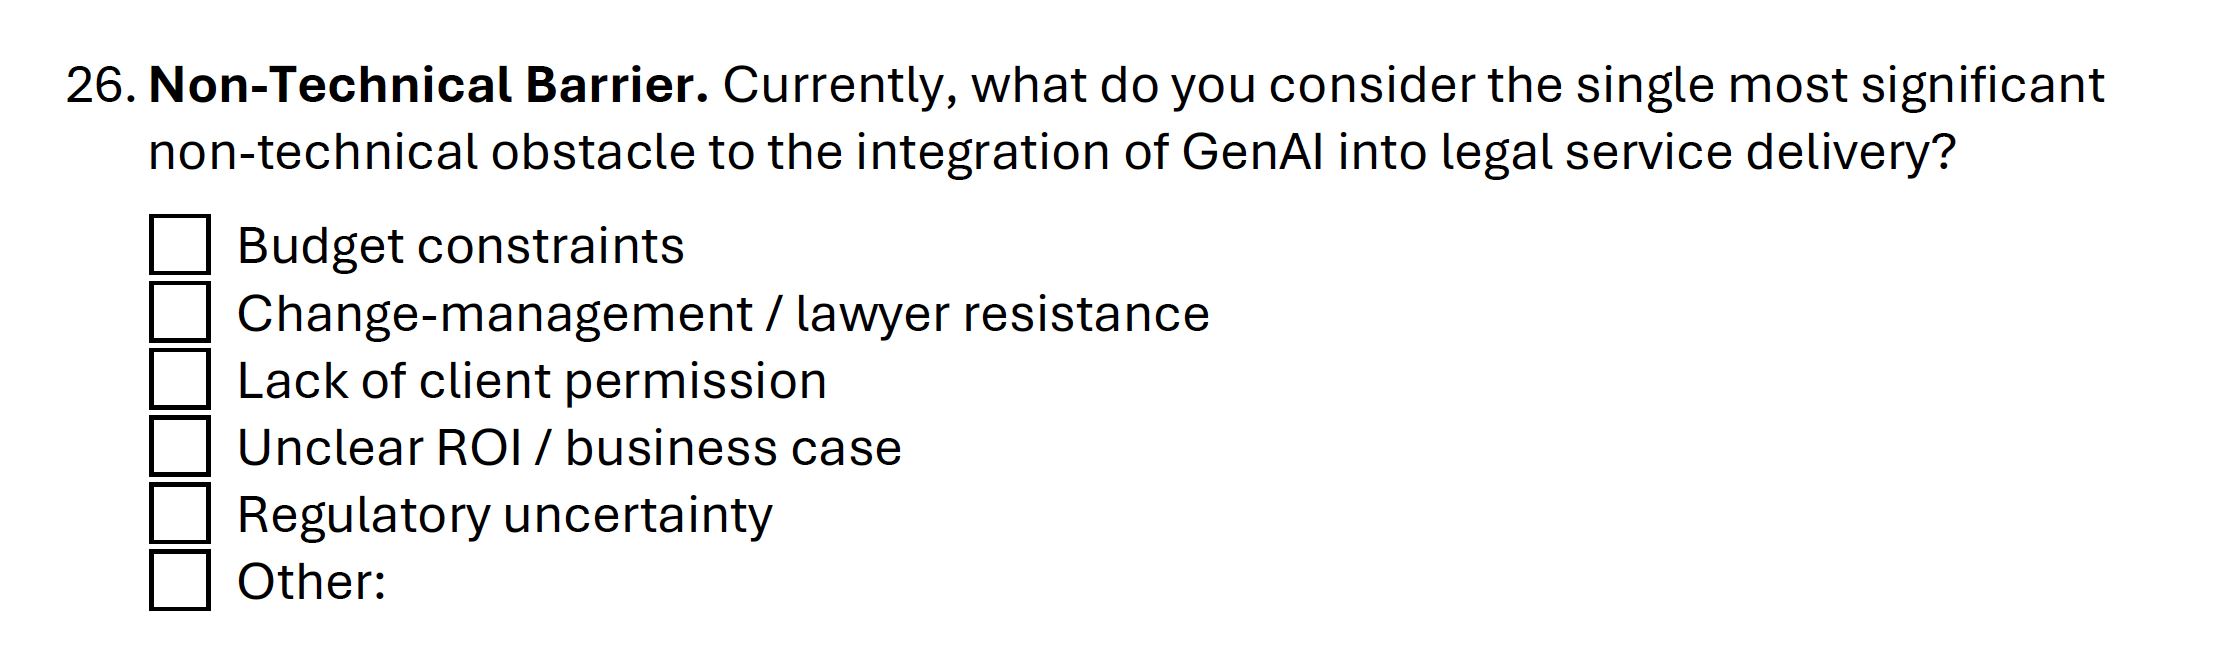 26. Non-Technical Barrier. Currently, what do you consider the single most significant
non-technical obstacle to the integration of GenAI into legal service delivery?
Budget constraints
Change-management / lawyer resistance
Lack of client permission
Unclear ROI / business case
Regulatory uncertainty
Other: